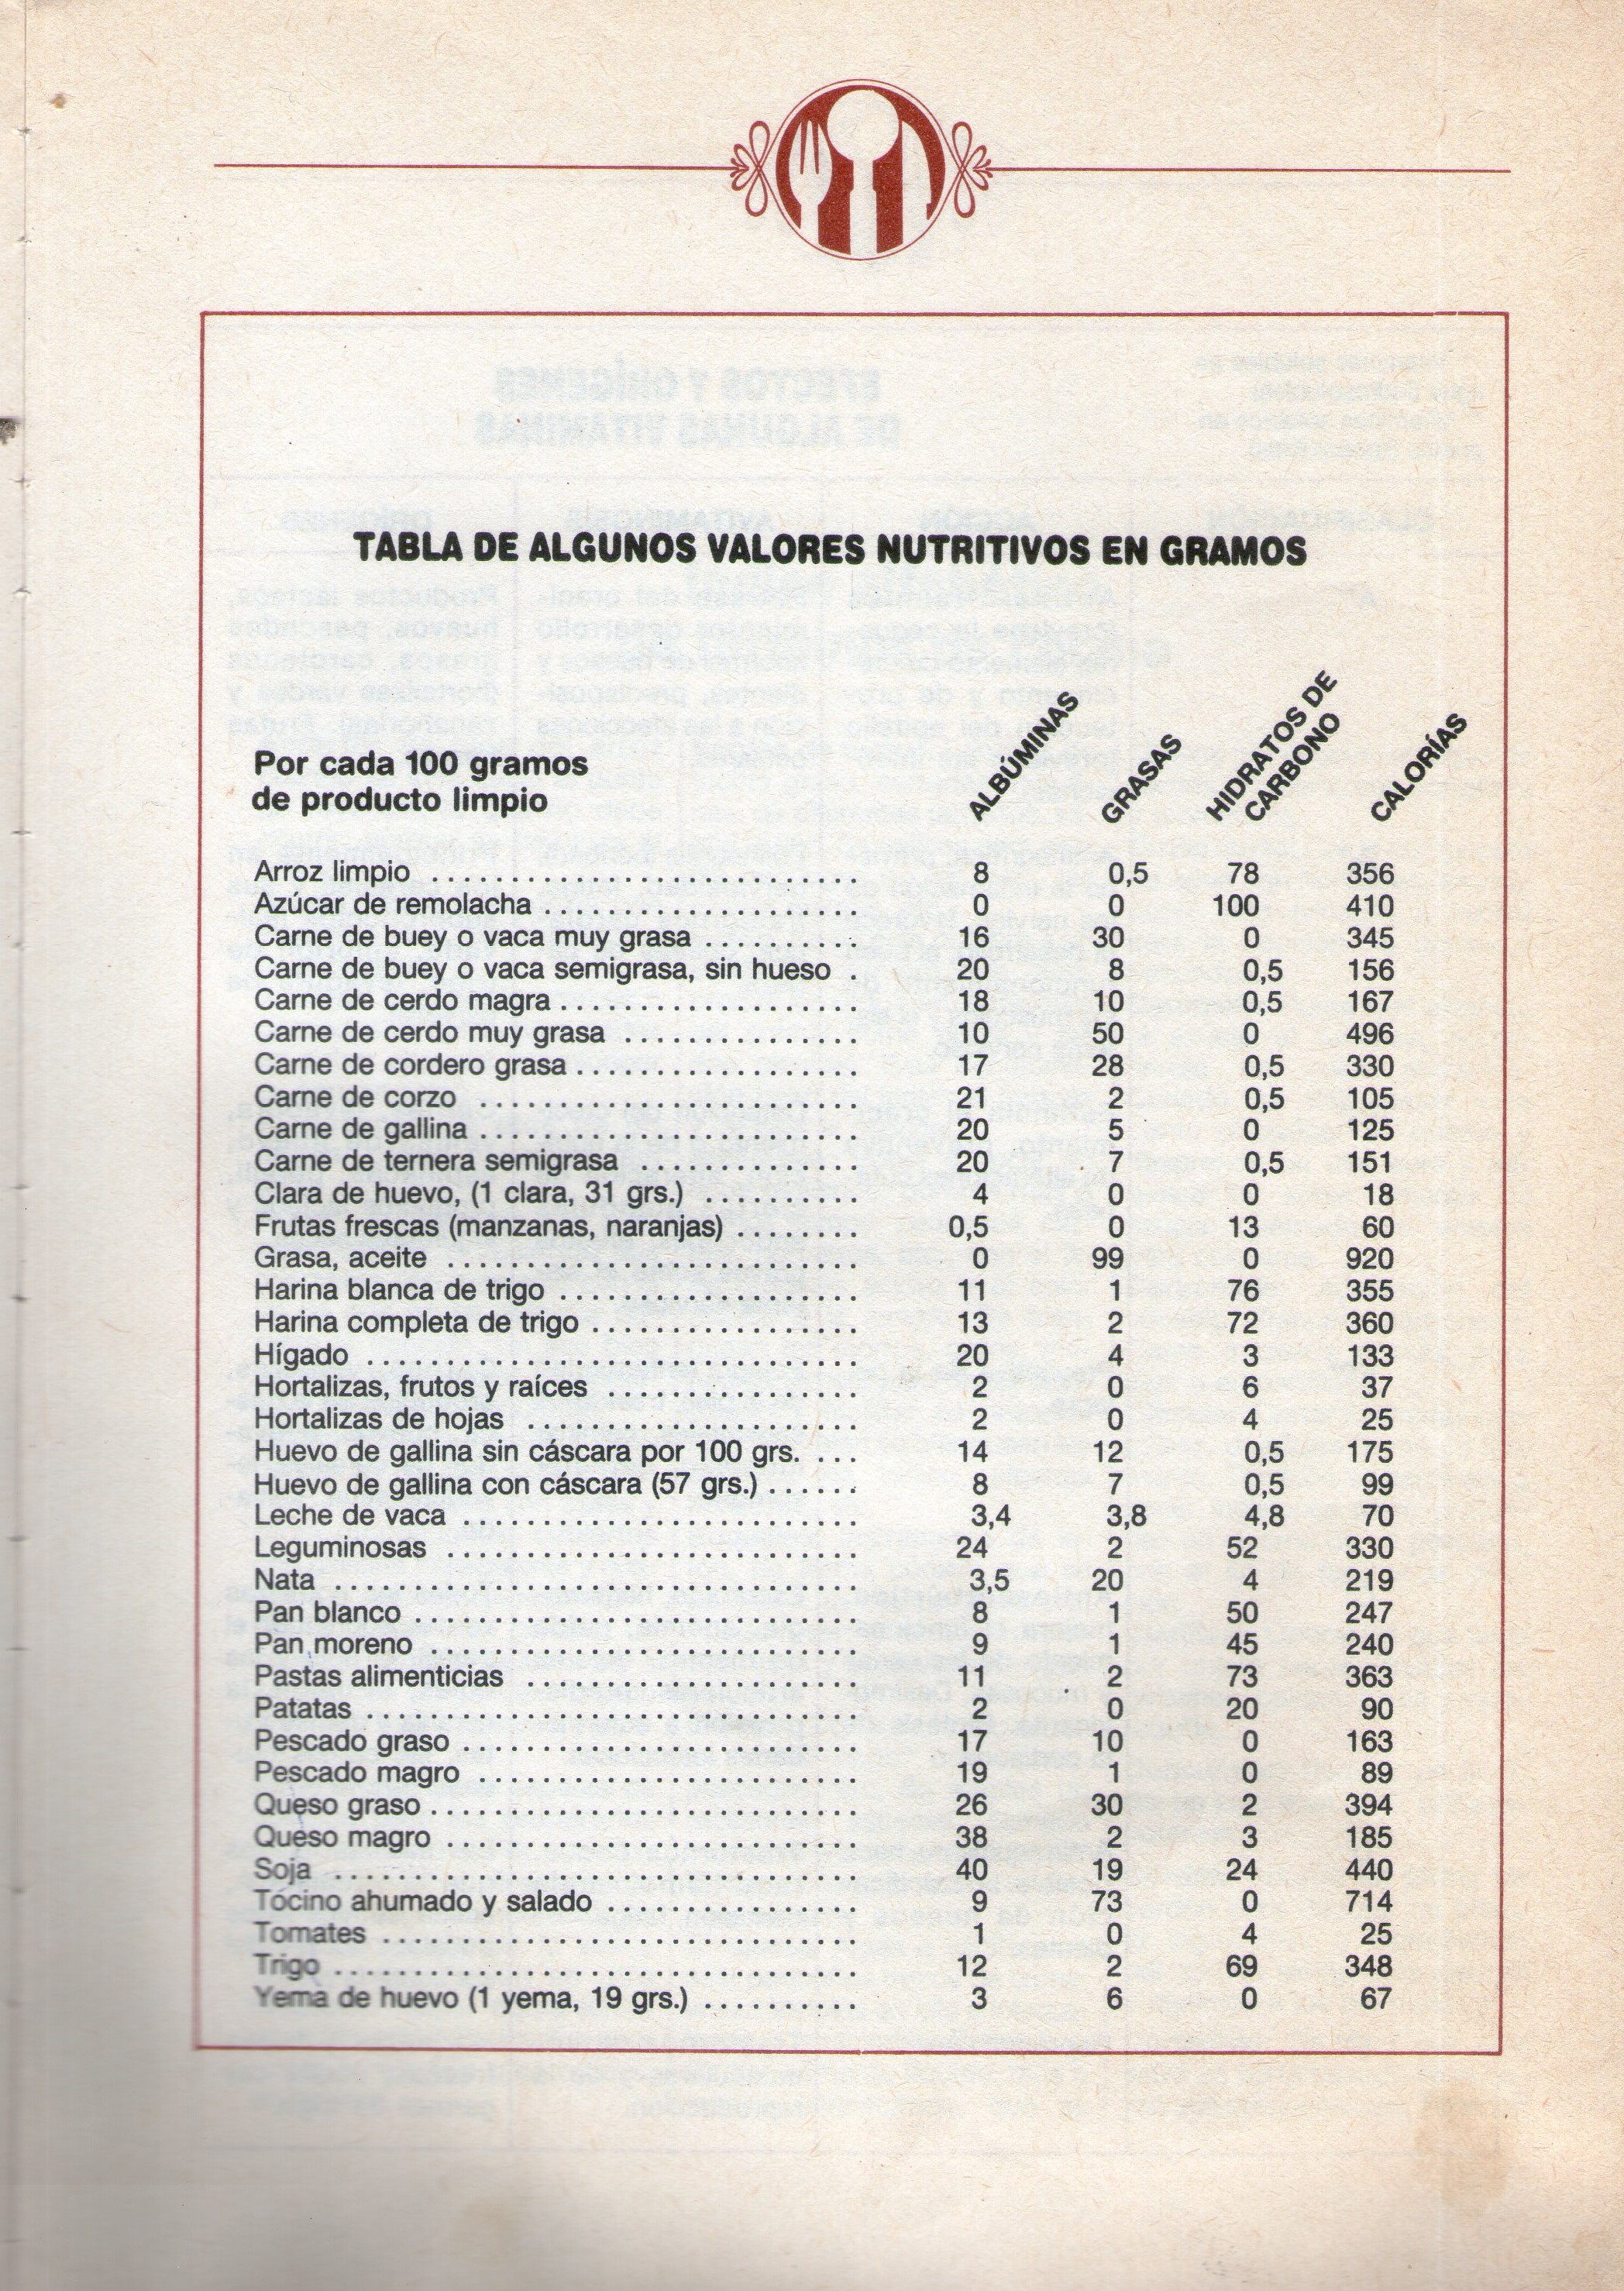 TABLA DE ALGUNOS VALORES NUTRITIVOS EN GRAMOS
Por cada 100 gramos
de producto limpio
ALBÚMINAS
GRASAS
HIDRATOS DE
CARBONO
CALORÍAS
Arroz limpio ........................... 8 0,5 78 356
Azúcar de remolacha .................... 0 0 100 410
Carne de buey o vaca muy grasa .......... 16 30 0 345
Carne de buey o vaca semigrasa, sin hueso . 20 8 0,5 156
Carne de cerdo magra ................... 18 10 0,5 167
Carne de cerdo muy grasa ............... 10 50 0 496
Carne de cordero grasa .................. 17 28 0,5 330
Carne de corzo ........................ 21 2 0,5 105
Carne de gallina ........................ 20 5 0 125
Carne de ternera semigrasa .............. 20 7 0,5 151
Clara de huevo, (1 clara, 31 grs.) .......... 4 0 0 18
Frutas frescas (manzanas, naranjas) ........ 0,5 0 13 60
Grasa, aceite .......................... 0 99 0 920
Harina blanca de trigo ................... 11 1 76 355
Harina completa de trigo ................. 13 2 72 360
Hígado ............................... 20 4 3 133
Hortalizas, frutos y raíces ................ 2 0 6 37
Hortalizas de hojas ..................... 2 0 4 25
Huevo de gallina sin cáscara por 100 grs. ... 14 12 0,5 175
Huevo de gallina con cáscara (57 grs.) ...... 8 7 0,5 99
Leche de vaca ......................... 3,4 3,8 4,8 70
Leguminosas .......................... 24 2 52 330
Nata ................................. 3,5 20 4 219
Pan blanco ............................ 8 1 50 247
Pan moreno ........................... 9 1 45 240
Pastas alimenticias ..................... 11 2 73 363
Patatas ............................... 2 0 20 90
Pescado graso ......................... 17 10 0 163
Pescado magro ........................ 19 1 0 89
Queso graso ........................... 26 30 2 394
Queso magro .......................... 38 2 3 185
Soja ................................. 40 19 24 440
Tocino ahumado y salado ................ 9 73 0 714
Tomates .............................. 1 0 4 25
Trigo ................................. 12 2 69 348
Yema de huevo (1 yema, 19 grs.) .......... 3 6 0 67